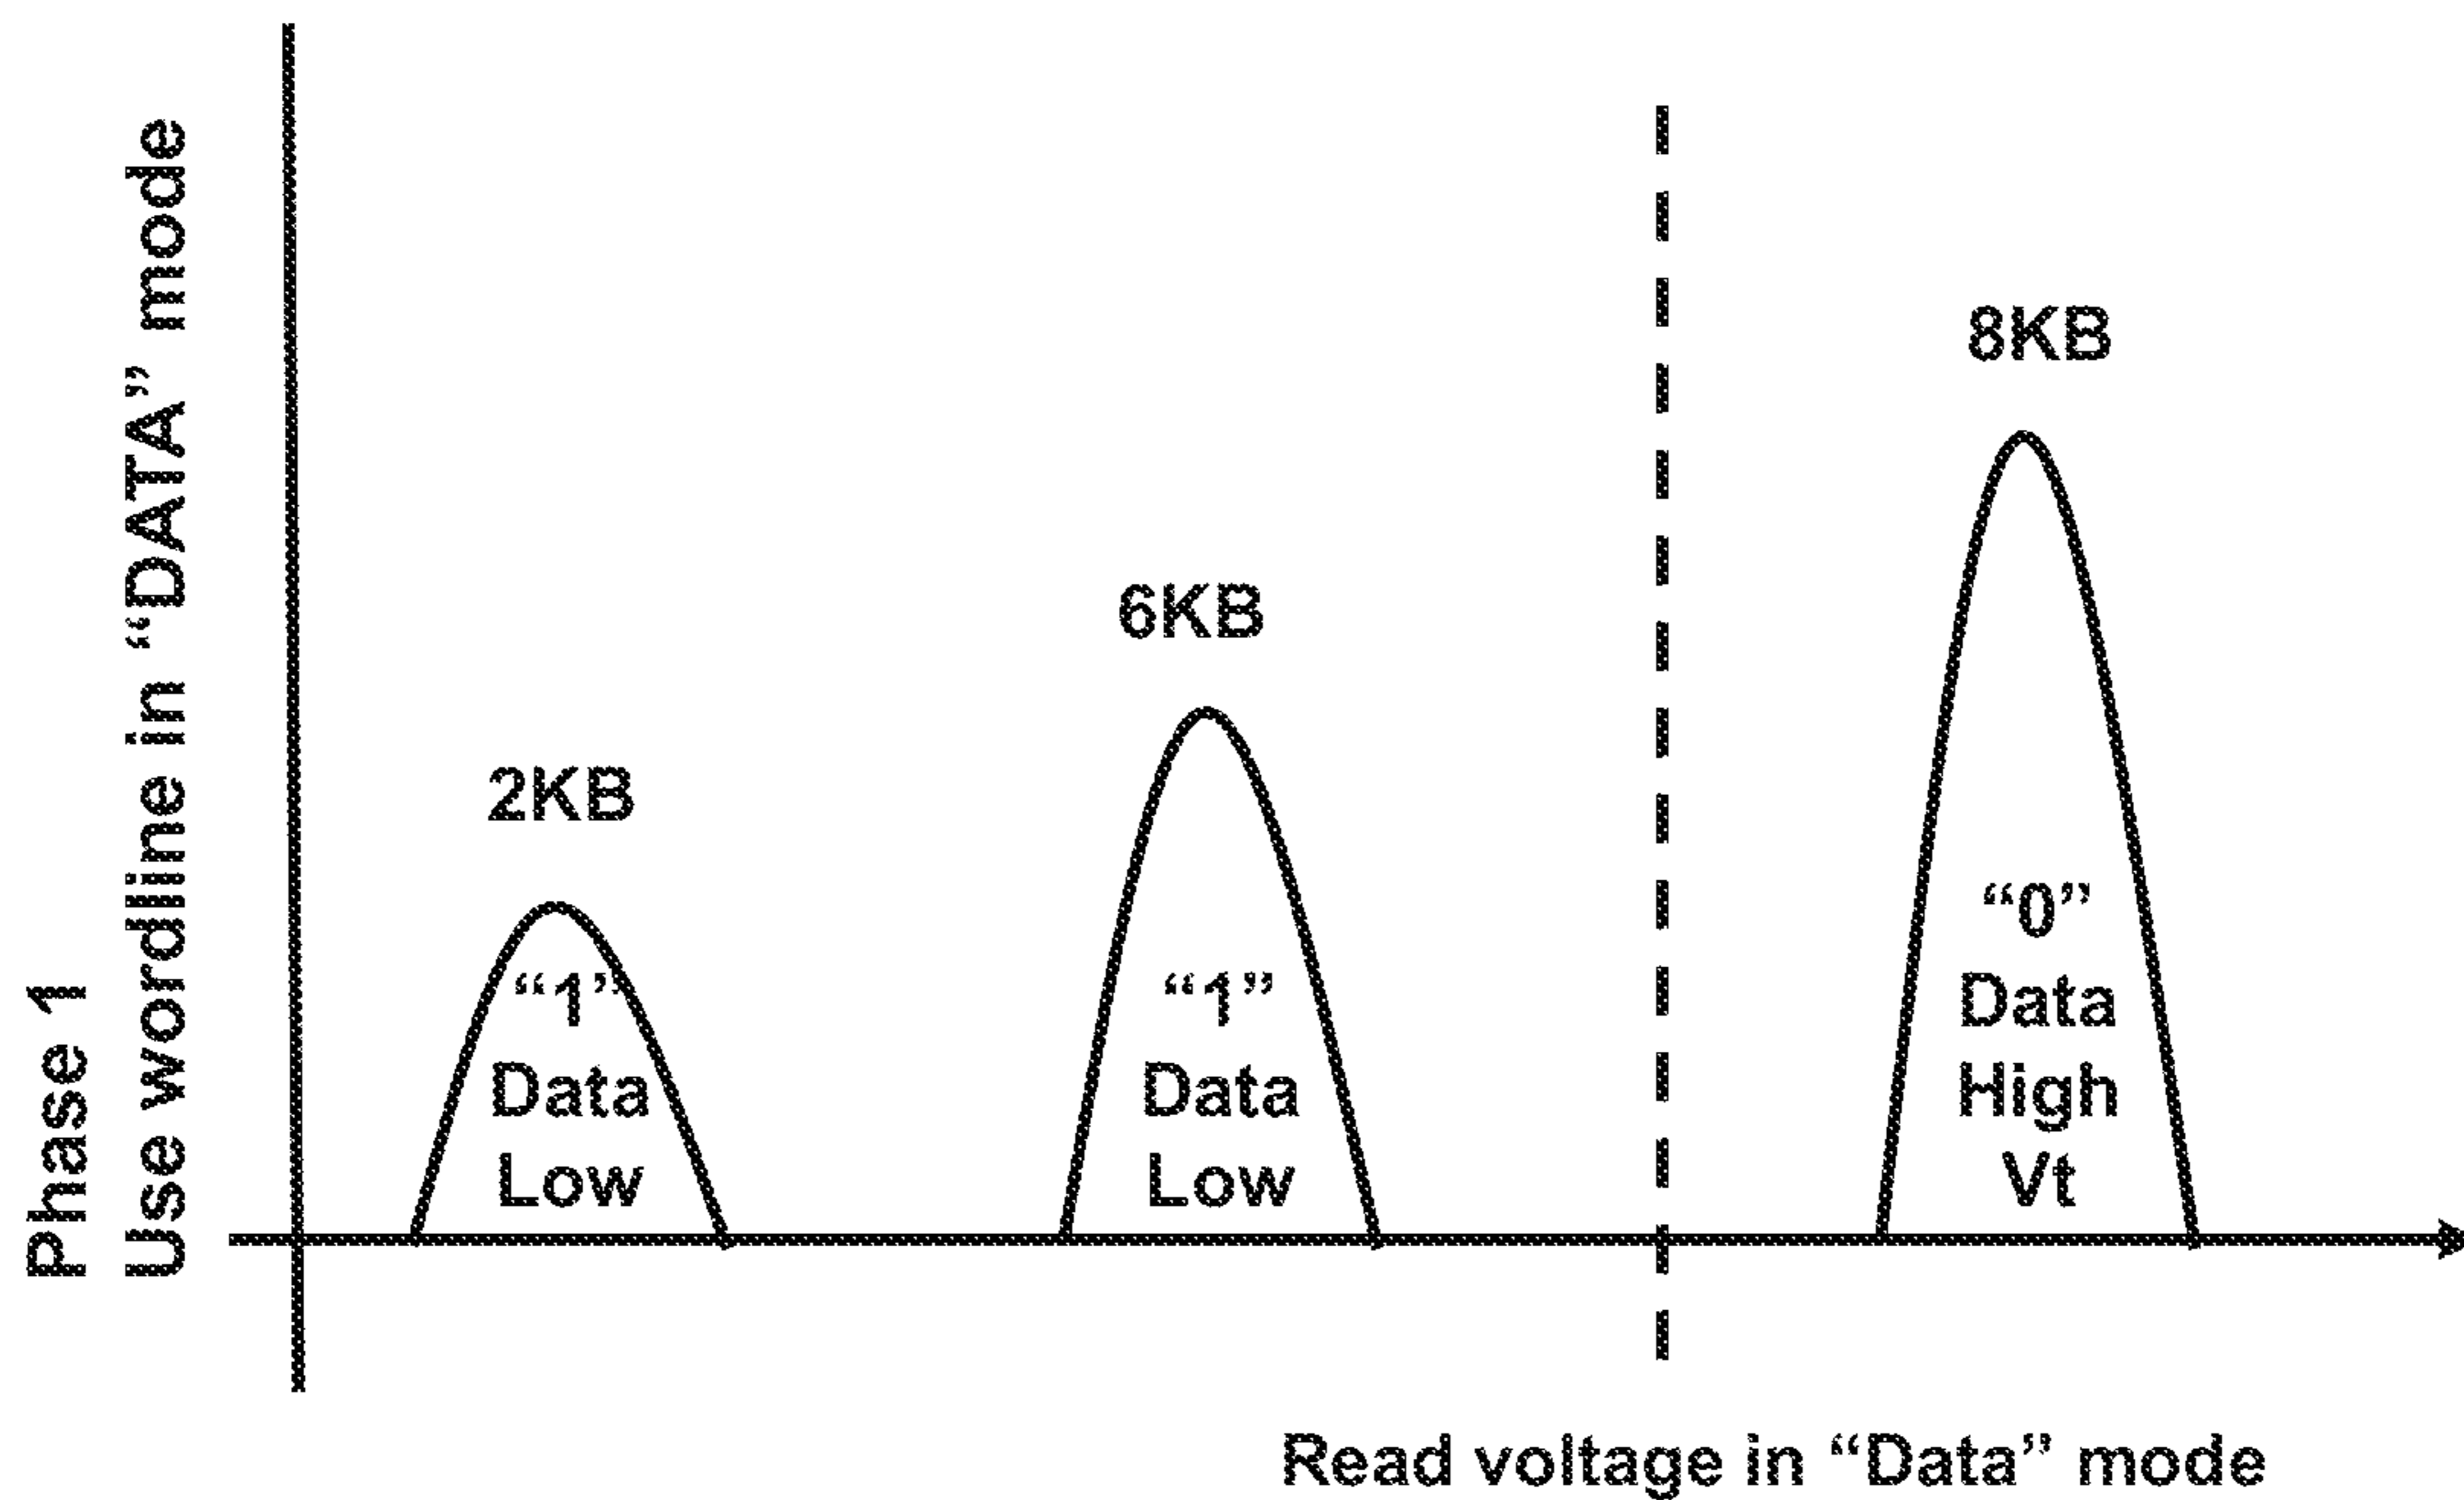 Phase 1
Use wordline in “DATA” mode
2KB
“1”
Data
Low
6KB
“1”
Data
Low
8KB
“0”
Data
High
Vt
Read voltage in “Data” mode